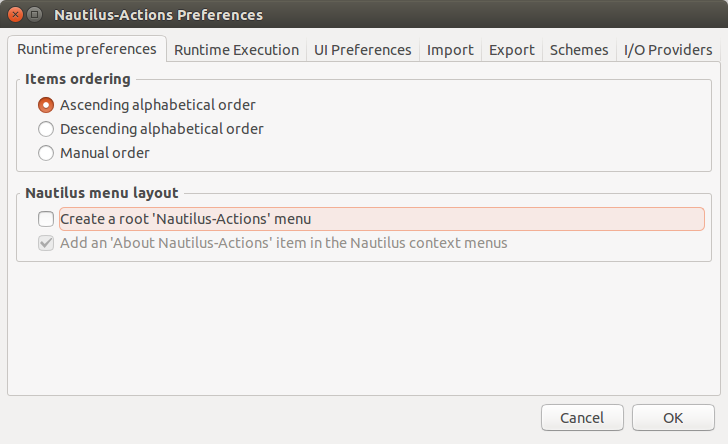 Nautilus-Actions Preferences
Runtime preferences Runtime Execution UI Preferences Import Export Schemes I/O Providers
Items ordering
Ascending alphabetical order
Descending alphabetical order
Manual order
Nautilus menu layout
Create a root 'Nautilus-Actions' menu
Add an 'About Nautilus-Actions' item in the Nautilus context menus
Cancel OK